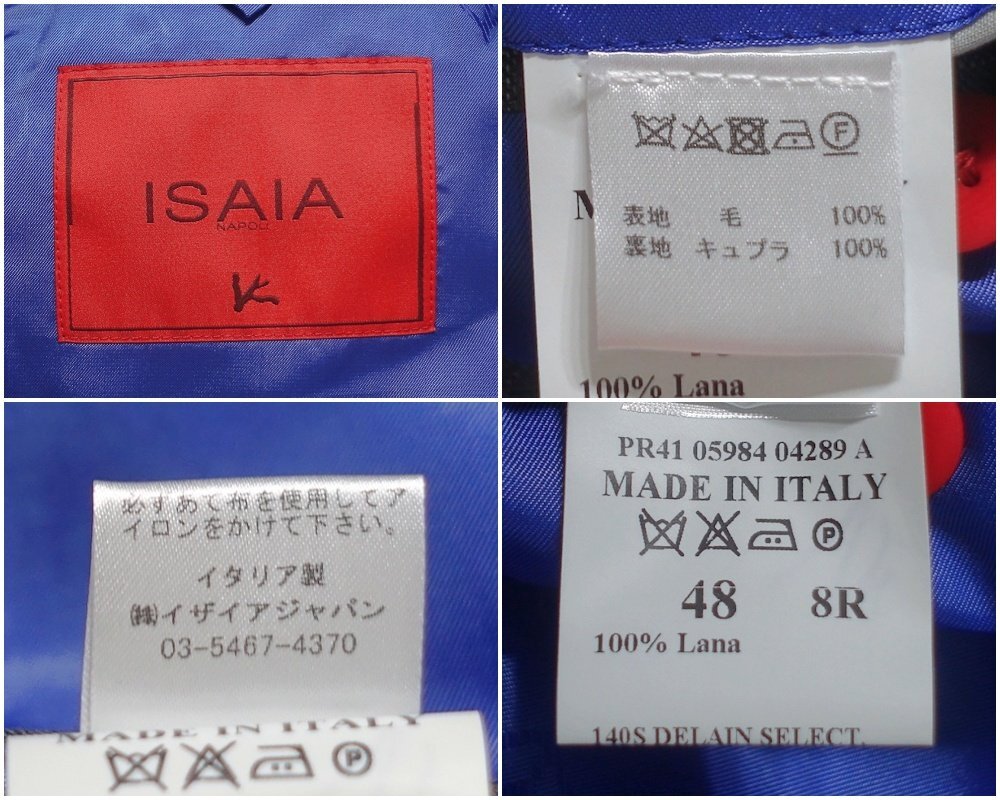 ISAIA
NAPOLI
F
表地 毛 100%
裏地 キュプラ 100%
100% Lana
必ずあて布を使用してア
イロンをかけて下さい。
イタリア製
㈱イザイアジャパン
03-5467-4370
MADE IN ITALY
P
PR41 05984 04289 A
MADE IN ITALY
P
48 8R
100% Lana
140S DELAIN SELECT.